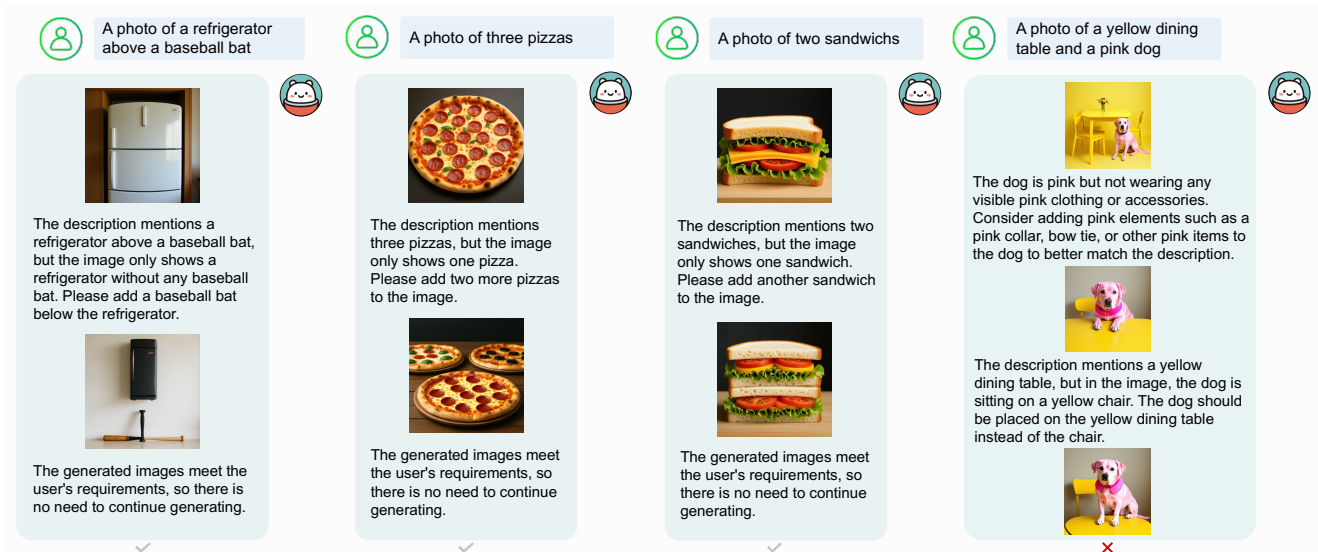 A photo of a refrigerator
above a baseball bat
The description mentions a
refrigerator above a baseball bat,
but the image only shows a
refrigerator without any baseball
bat. Please add a baseball bat
below the refrigerator.
The generated images meet the
user's requirements, so there is
no need to continue generating.
A photo of three pizzas
The description mentions
three pizzas, but the image
only shows one pizza.
Please add two more pizzas
to the image.
The generated images meet
the user's requirements, so
there is no need to continue
generating.
A photo of two sandwichs
The description mentions two
sandwiches, but the image
only shows one sandwich.
Please add another sandwich
to the image.
The generated images meet
the user's requirements, so
there is no need to continue
generating.
A photo of a yellow dining
table and a pink dog
The dog is pink but not wearing any
visible pink clothing or accessories.
Consider adding pink elements such as a
pink collar, bow tie, or other pink items to
the dog to better match the description.
The description mentions a yellow
dining table, but in the image, the dog is
sitting on a yellow chair. The dog should
be placed on the yellow dining table
instead of the chair.